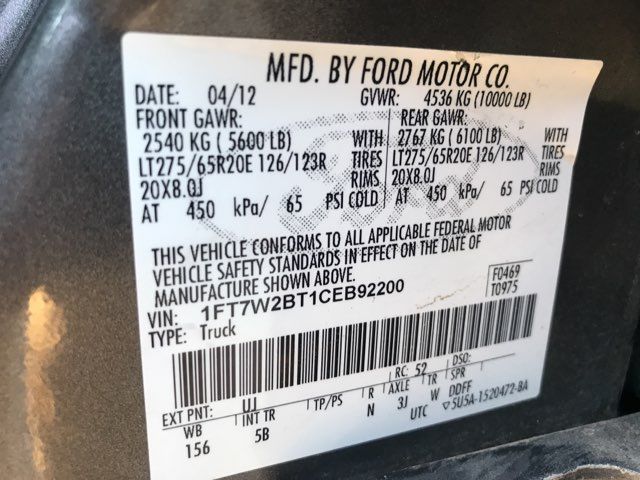 MFD. BY FORD MOTOR CO.
DATE: 04/12 GVWR: 4536 KG (10000 LB)
FRONT GAWR: REAR GAWR:
2540 KG ( 5600 LB) WITH 2767 KG ( 6100 LB) WITH
LT275/65R20E 126/123R TIRES LT275/65R20E 126/123R TIRES
20X8.0J RIMS 20X8.0J RIMS
AT 450 kPa/ 65 PSI COLD AT 450 kPa/ 65 PSI COLD
THIS VEHICLE CONFORMS TO ALL APPLICABLE FEDERAL MOTOR
VEHICLE SAFETY STANDARDS IN EFFECT ON THE DATE OF
MANUFACTURE SHOWN ABOVE.
VIN: 1FT7W2BT1CEB92200 F0469
TYPE: Truck T0975
EXT PNT: UJ RC: 52 DSO:
WB INT TR TP/PS R AXLE TR SPR
156 5B N 3J W DDFF
UTC ▽5U5A-1520472-BA